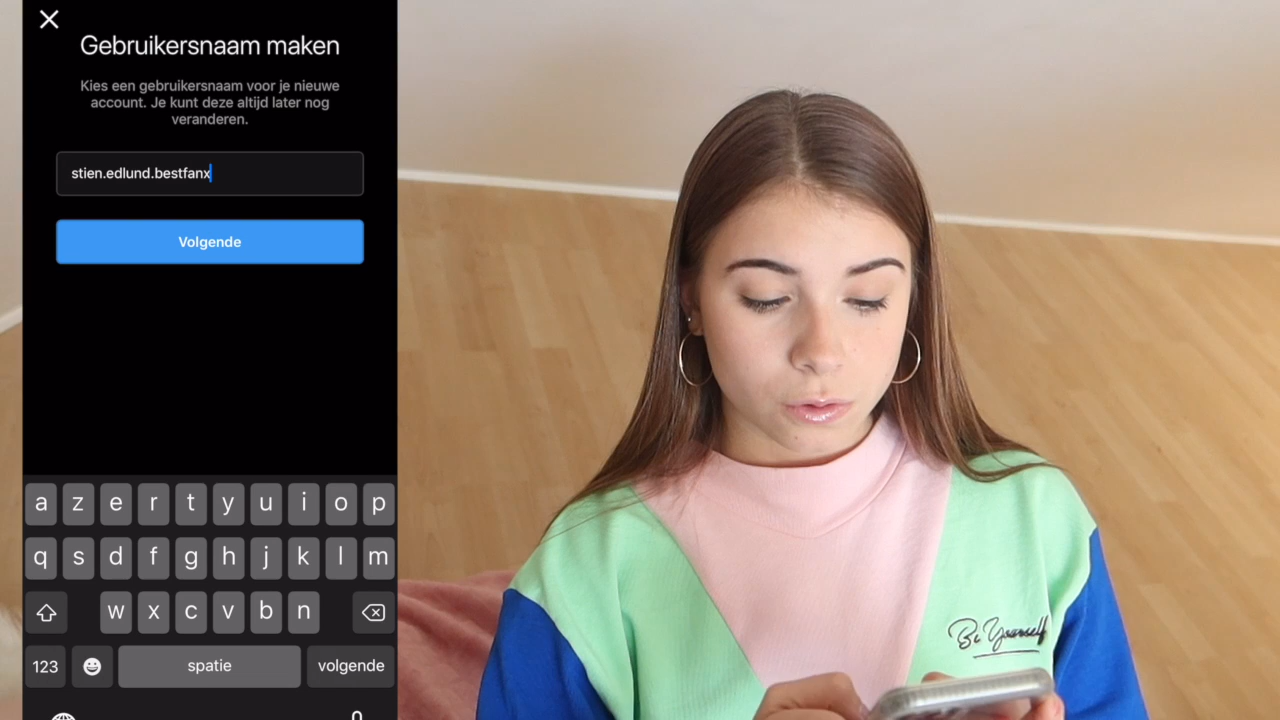 Gebruikersnaam maken
Kies een gebruikersnaam voor je nieuwe
account. Je kunt deze altijd later nog
veranderen.
stien.edlund.bestfanx
Volgende
a z e r t y u i o p
q s d f g h j k l m
w x c v b n
123 spatie volgende
Be Yourself